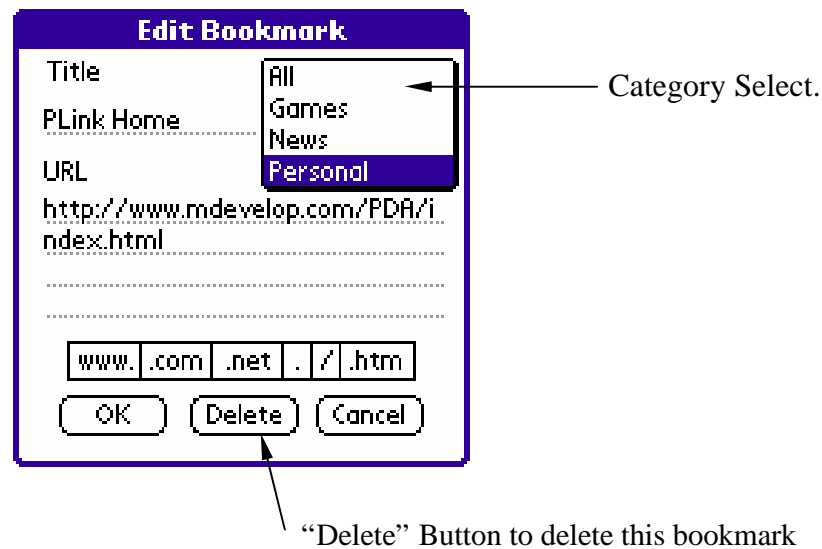 Edit Bookmark
Title
All
Category Select.
Games
PLink Home
News
URL
Personal
http://www.mdevelop.com/PDA/i
ndex.html
www. .com .net . / .htm
OK Delete Cancel
“Delete” Button to delete this bookmark